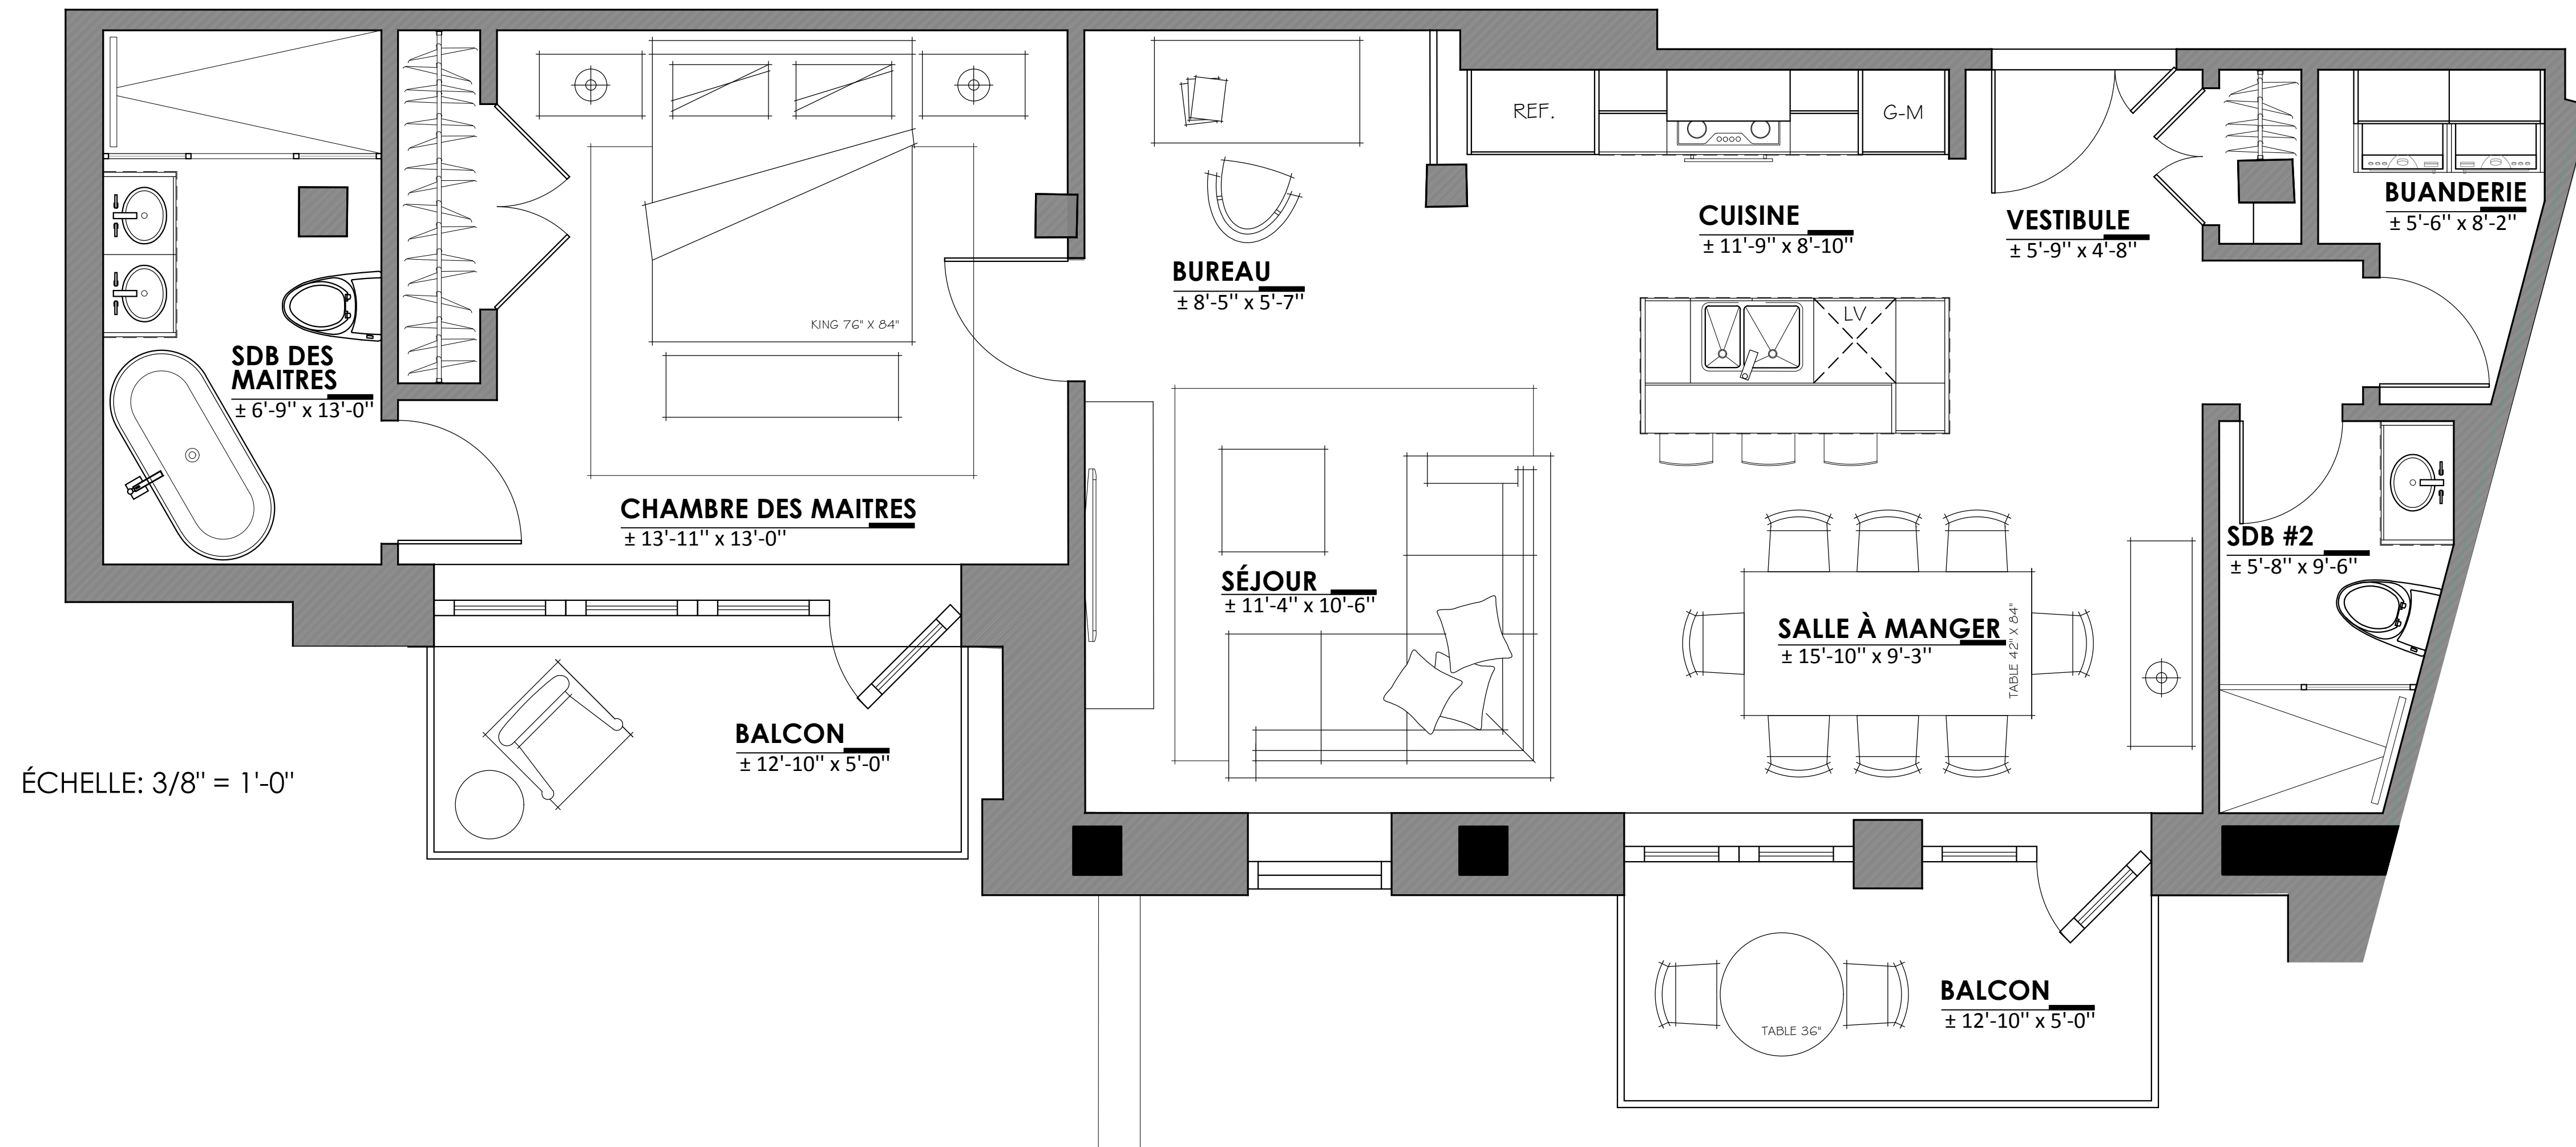 REF.
G-M
BUANDERIE
± 5'-6'' x 8'-2''
CUISINE
± 11'-9'' x 8'-10''
VESTIBULE
± 5'-9'' x 4'-8''
BUREAU
± 8'-5'' x 5'-7''
KING 76" X 84"
LV
SDB DES
MAITRES
± 6'-9'' x 13'-0''
CHAMBRE DES MAITRES
± 13'-11'' x 13'-0''
SDB #2
± 5'-8'' x 9'-6''
SÉJOUR
± 11'-4'' x 10'-6''
SALLE À MANGER
± 15'-10'' x 9'-3''
TABLE 42" X 84"
BALCON
± 12'-10'' x 5'-0''
ÉCHELLE: 3/8" = 1'-0"
BALCON
± 12'-10'' x 5'-0''
TABLE 36"